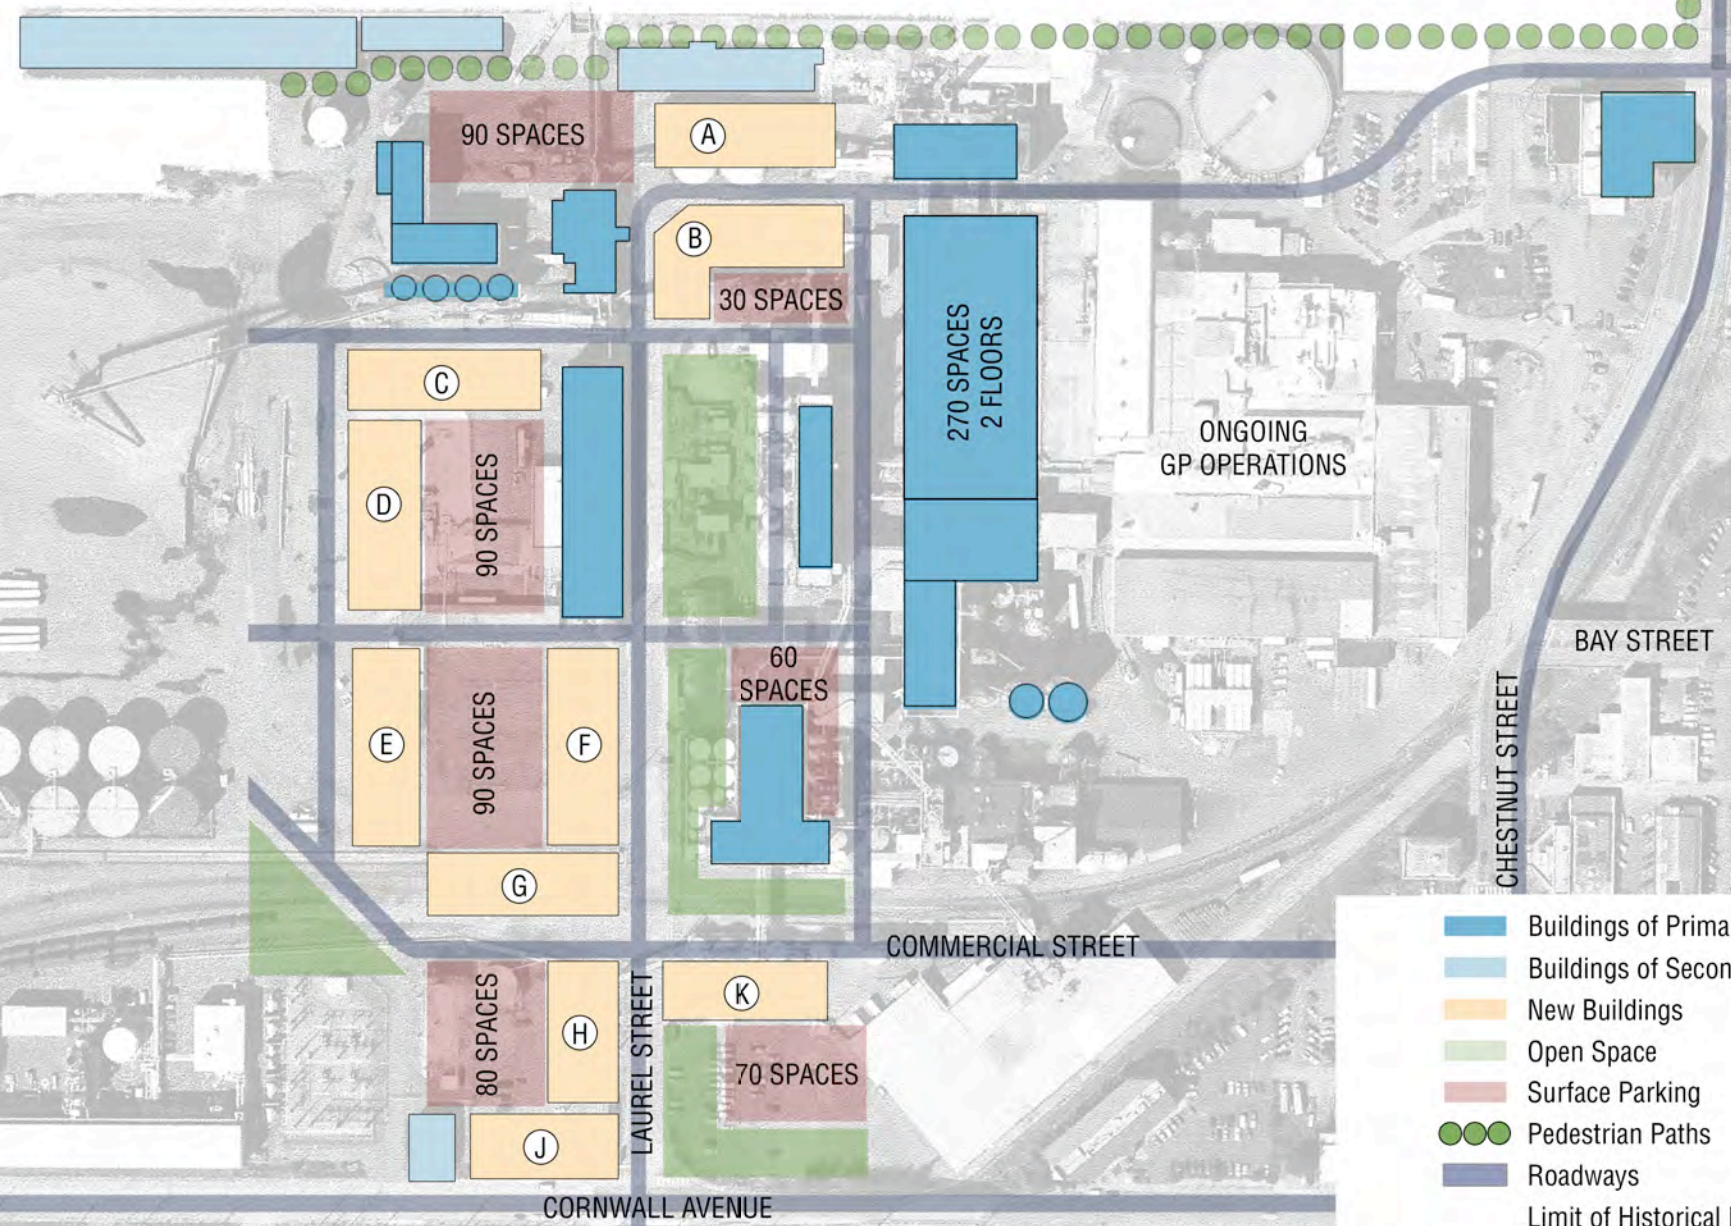 90 SPACES
A
B
30 SPACES
270 SPACES
2 FLOORS
C
D
90 SPACES
ONGOING
GP OPERATIONS
60
SPACES
BAY STREET
E
90 SPACES
F
CHESTNUT STREET
G
COMMERCIAL STREET
K
80 SPACES
H
LAUREL STREET
70 SPACES
J
CORNWALL AVENUE
Buildings of Prima
Buildings of Secon
New Buildings
Open Space
Surface Parking
Pedestrian Paths
Roadways
Limit of Historical